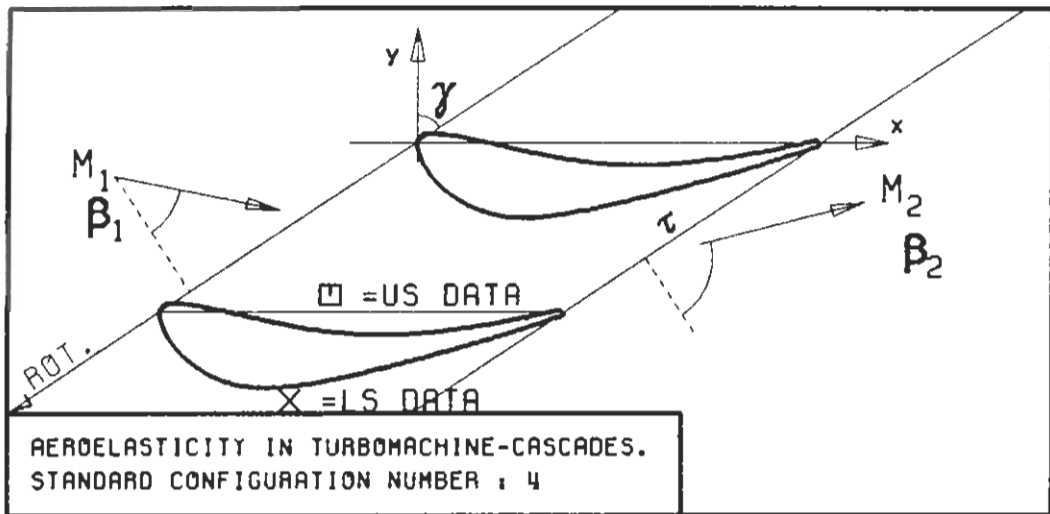 y
γ
x
M₁
β₁
M₂
β₂
τ
▯ =US DATA
ROT.
X =LS DATA
AEROELASTICITY IN TURBOMACHINE-CASCADES.
STANDARD CONFIGURATION NUMBER : 4